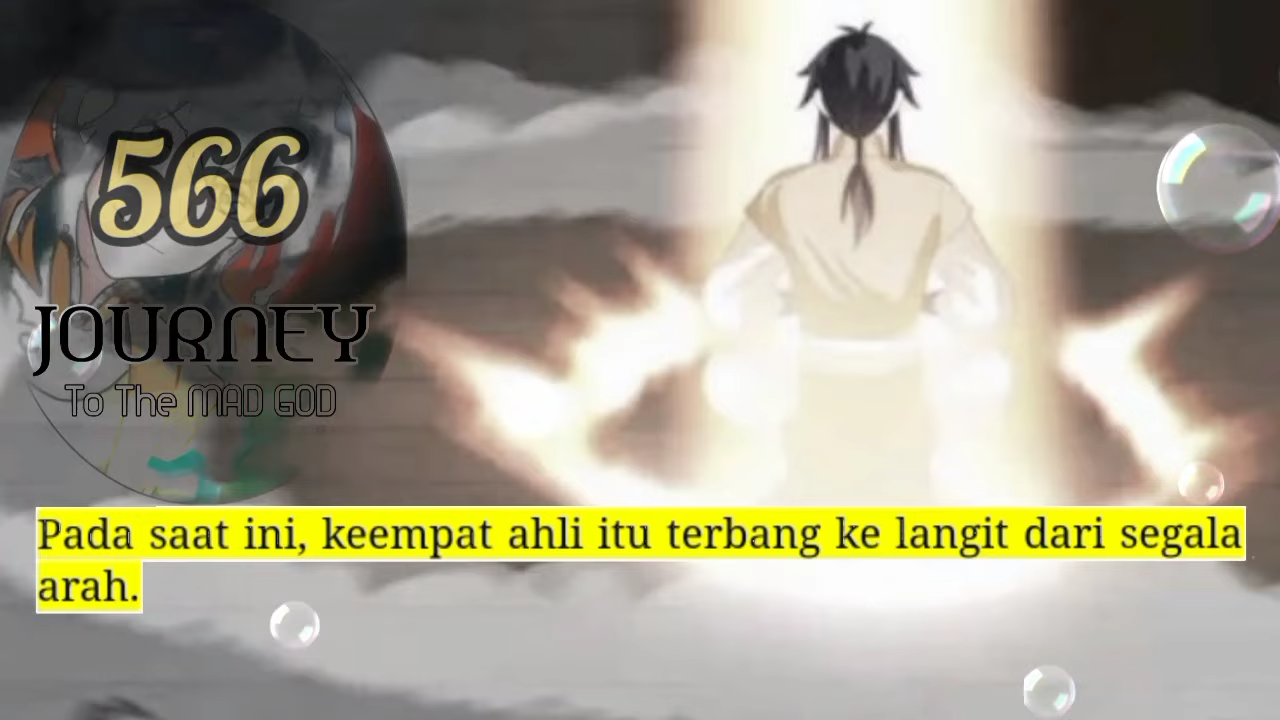 566
JOURNEY
To The MAD GOD
Pada saat ini, keempat ahli itu terbang ke langit dari segala
arah.